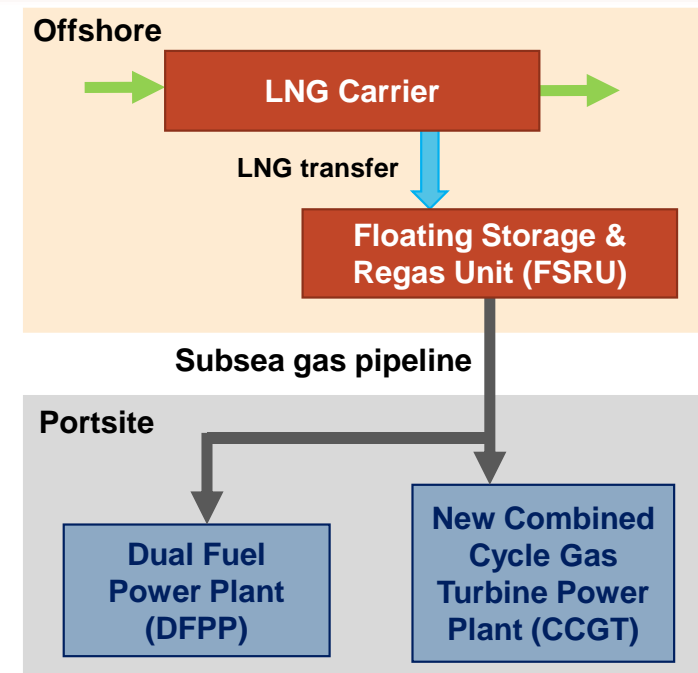 Offshore
LNG Carrier
LNG transfer
Floating Storage &
Regas Unit (FSRU)
Subsea gas pipeline
Portsite
Dual Fuel
Power Plant
(DFPP)
New Combined
Cycle Gas
Turbine Power
Plant (CCGT)